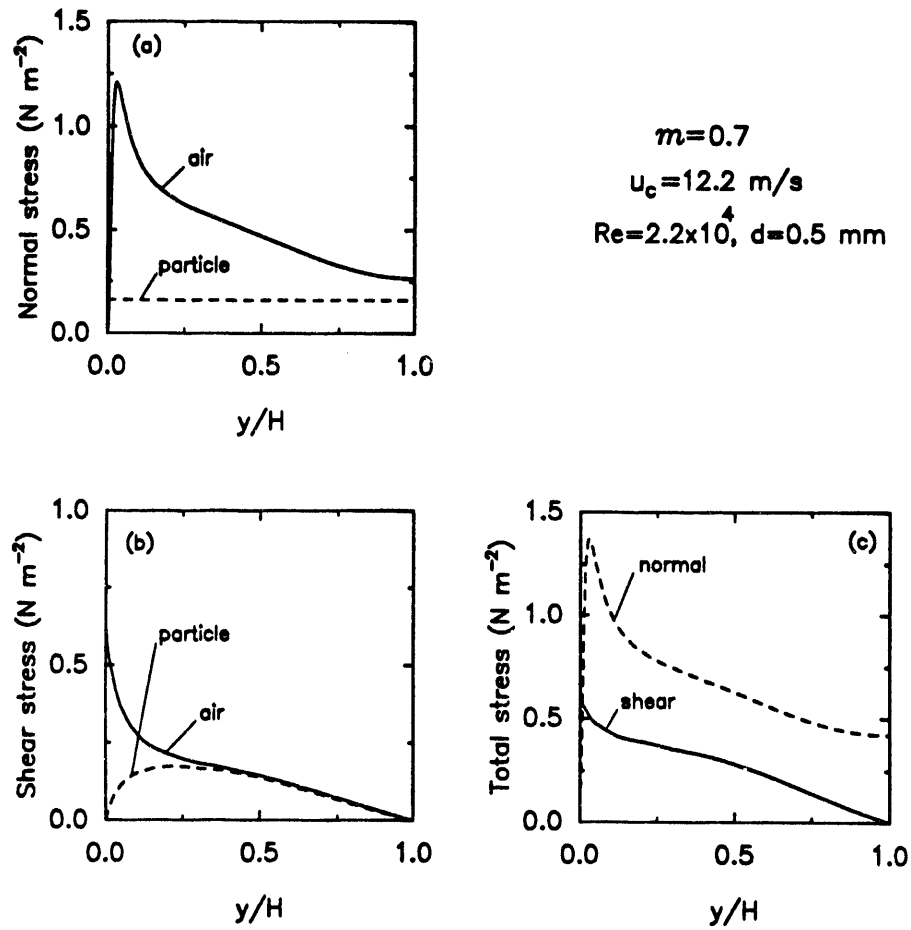 Normal stress (N m⁻²)
1.5
1.0
0.5
0.0
(a)
air
particle
0.0
0.5
1.0
y/H
m=0.7
u_c=12.2 m/s
Re=2.2x10⁴, d=0.5 mm
Shear stress (N m⁻²)
1.0
0.5
0.0
(b)
particle
air
0.0
0.5
1.0
y/H
Total stress (N m⁻²)
1.5
1.0
0.5
0.0
(c)
normal
shear
0.0
0.5
1.0
y/H